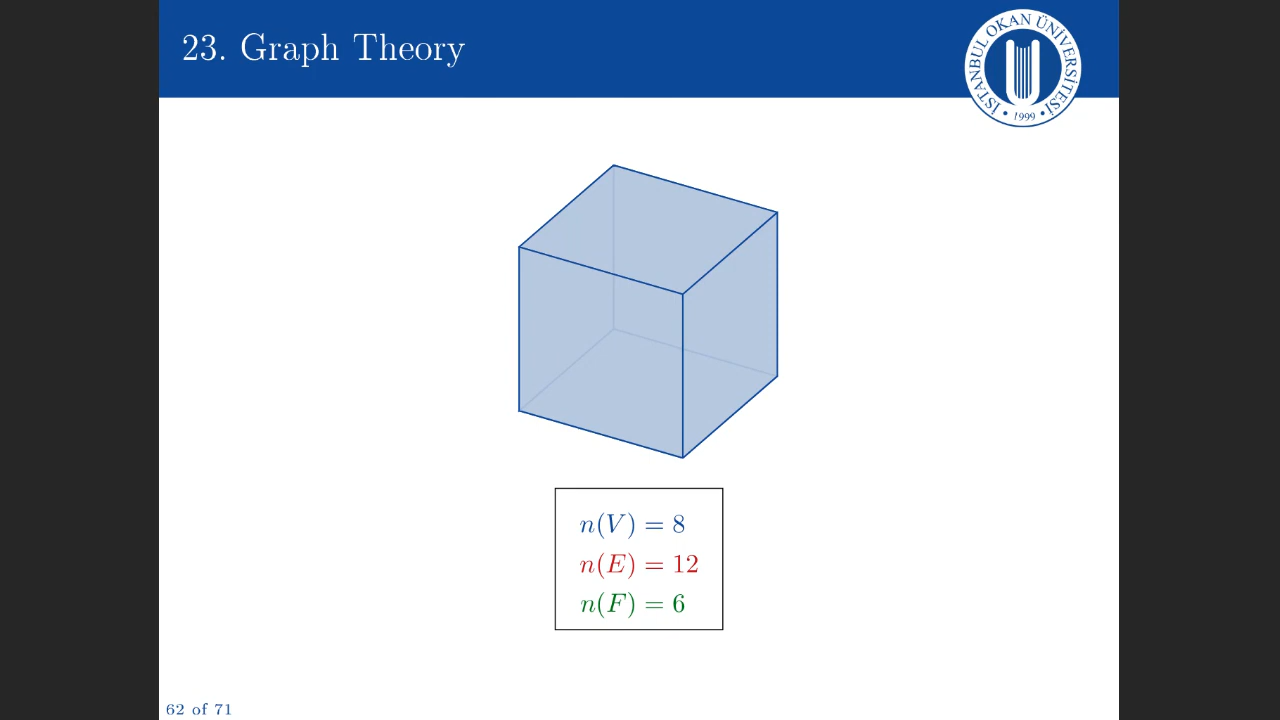 23. Graph Theory
İSTANBUL OKAN ÜNİVERSİTESİ
• 1999 •
n(V) = 8
n(E) = 12
n(F) = 6
62 of 71